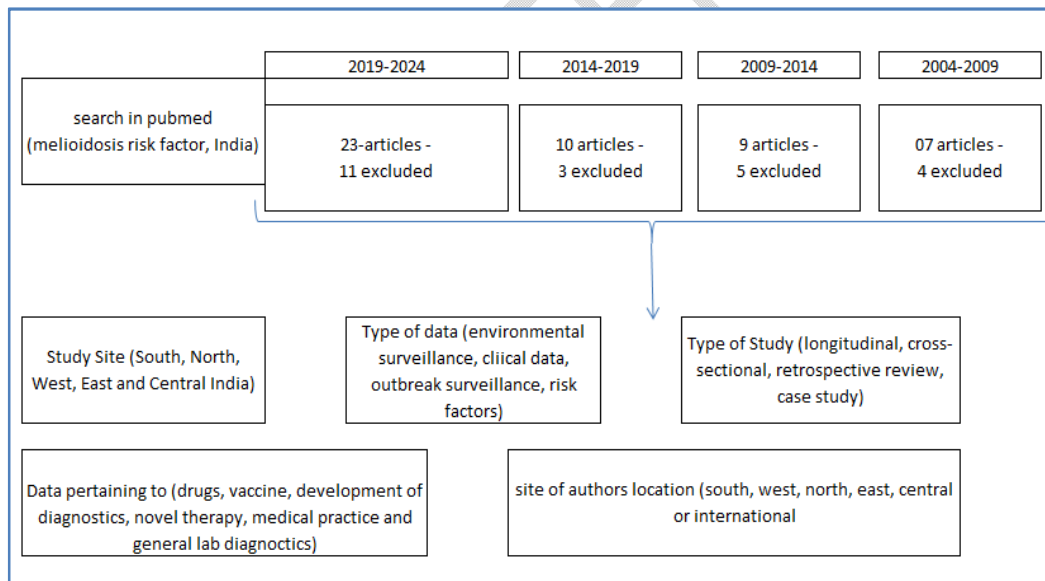 2019-2024
2014-2019
2009-2014
2004-2009
search in pubmed
(melioidosis risk factor, India)
23-articles -
11 excluded
10 articles -
3 excluded
9 articles -
5 excluded
07 articles -
4 excluded
Study Site (South, North,
West, East and Central
India)
Type of data (environmental
surveillance, cliical data,
outbreak surveillance, risk
factors)
Type of Study (longitudinal, cross-
sectional, retrospective review,
case study)
Data pertaining to (drugs, vaccine, development of
diagnostics, novel therapy, medical practice and
general lab diagnoctics)
site of authors location (south, west, north, east, central
or international